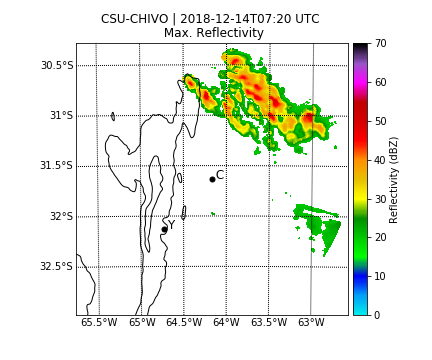 CSU-CHIVO | 2018-12-14T07:20 UTC
Max. Reflectivity
30.5°S
31°S
31.5°S
32°S
32.5°S
65.5°W
65°W
64.5°W
64°W
63.5°W
63°W
C
Y
70
60
50
40
30
20
10
0
Reflectivity (dBZ)